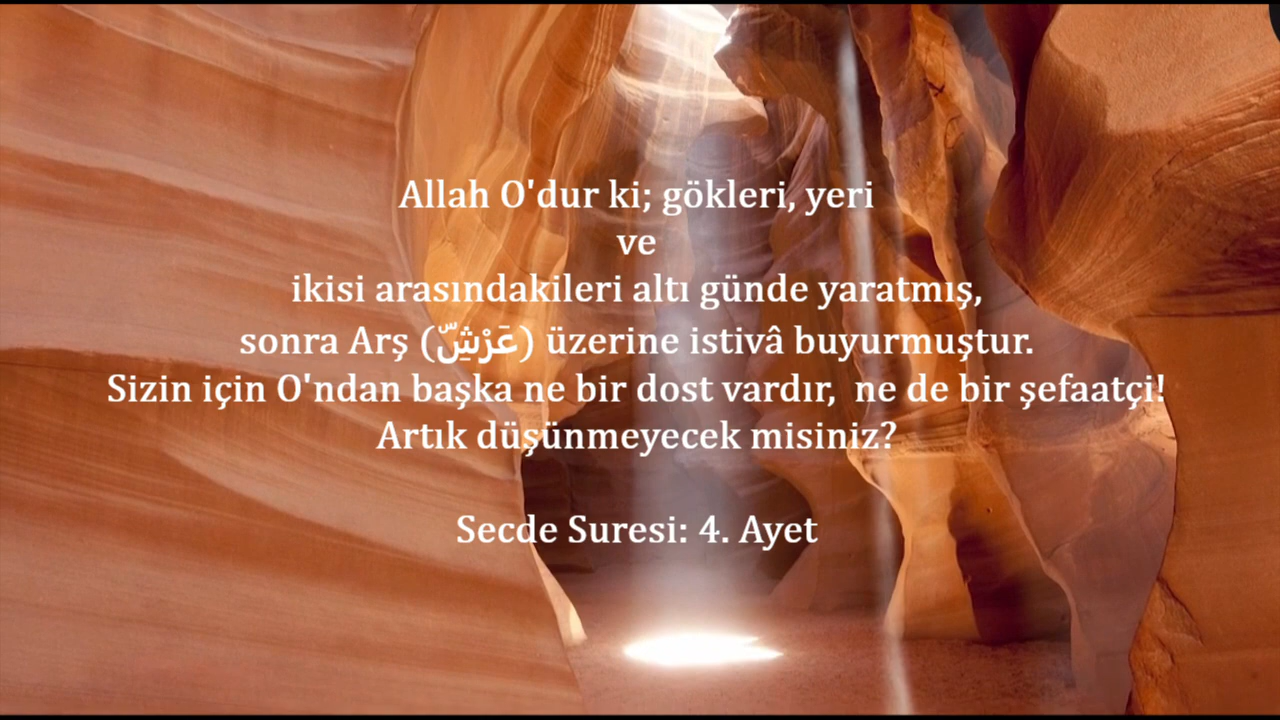 Allah O'dur ki; gökleri, yeri
ve
ikisi arasındakileri altı günde yaratmış,
sonra Arş (عَرْشِّ) üzerine istivâ buyurmuştur.
Sizin için O'ndan başka ne bir dost vardır,  ne de bir şefaatçi!
Artık düşünmeyecek misiniz?
Secde Suresi: 4. Ayet